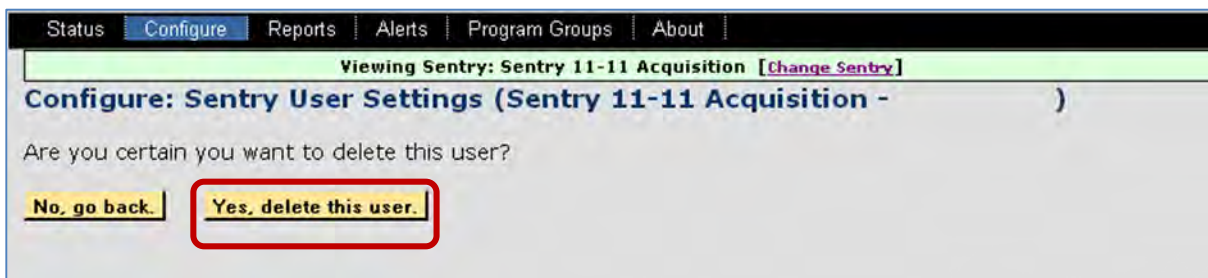 Status Configure Reports Alerts Program Groups About
Viewing Sentry: Sentry 11-11 Acquisition [Change Sentry]
Configure: Sentry User Settings (Sentry 11-11 Acquisition - )
Are you certain you want to delete this user?
No, go back. Yes, delete this user.